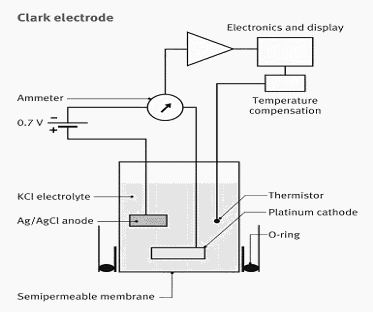 Clark electrode
Electronics and display
Ammeter
Temperature
compensation
0.7 V
-
+
KCl electrolyte
Thermistor
Ag/AgCl anode
Platinum cathode
O-ring
Semipermeable membrane